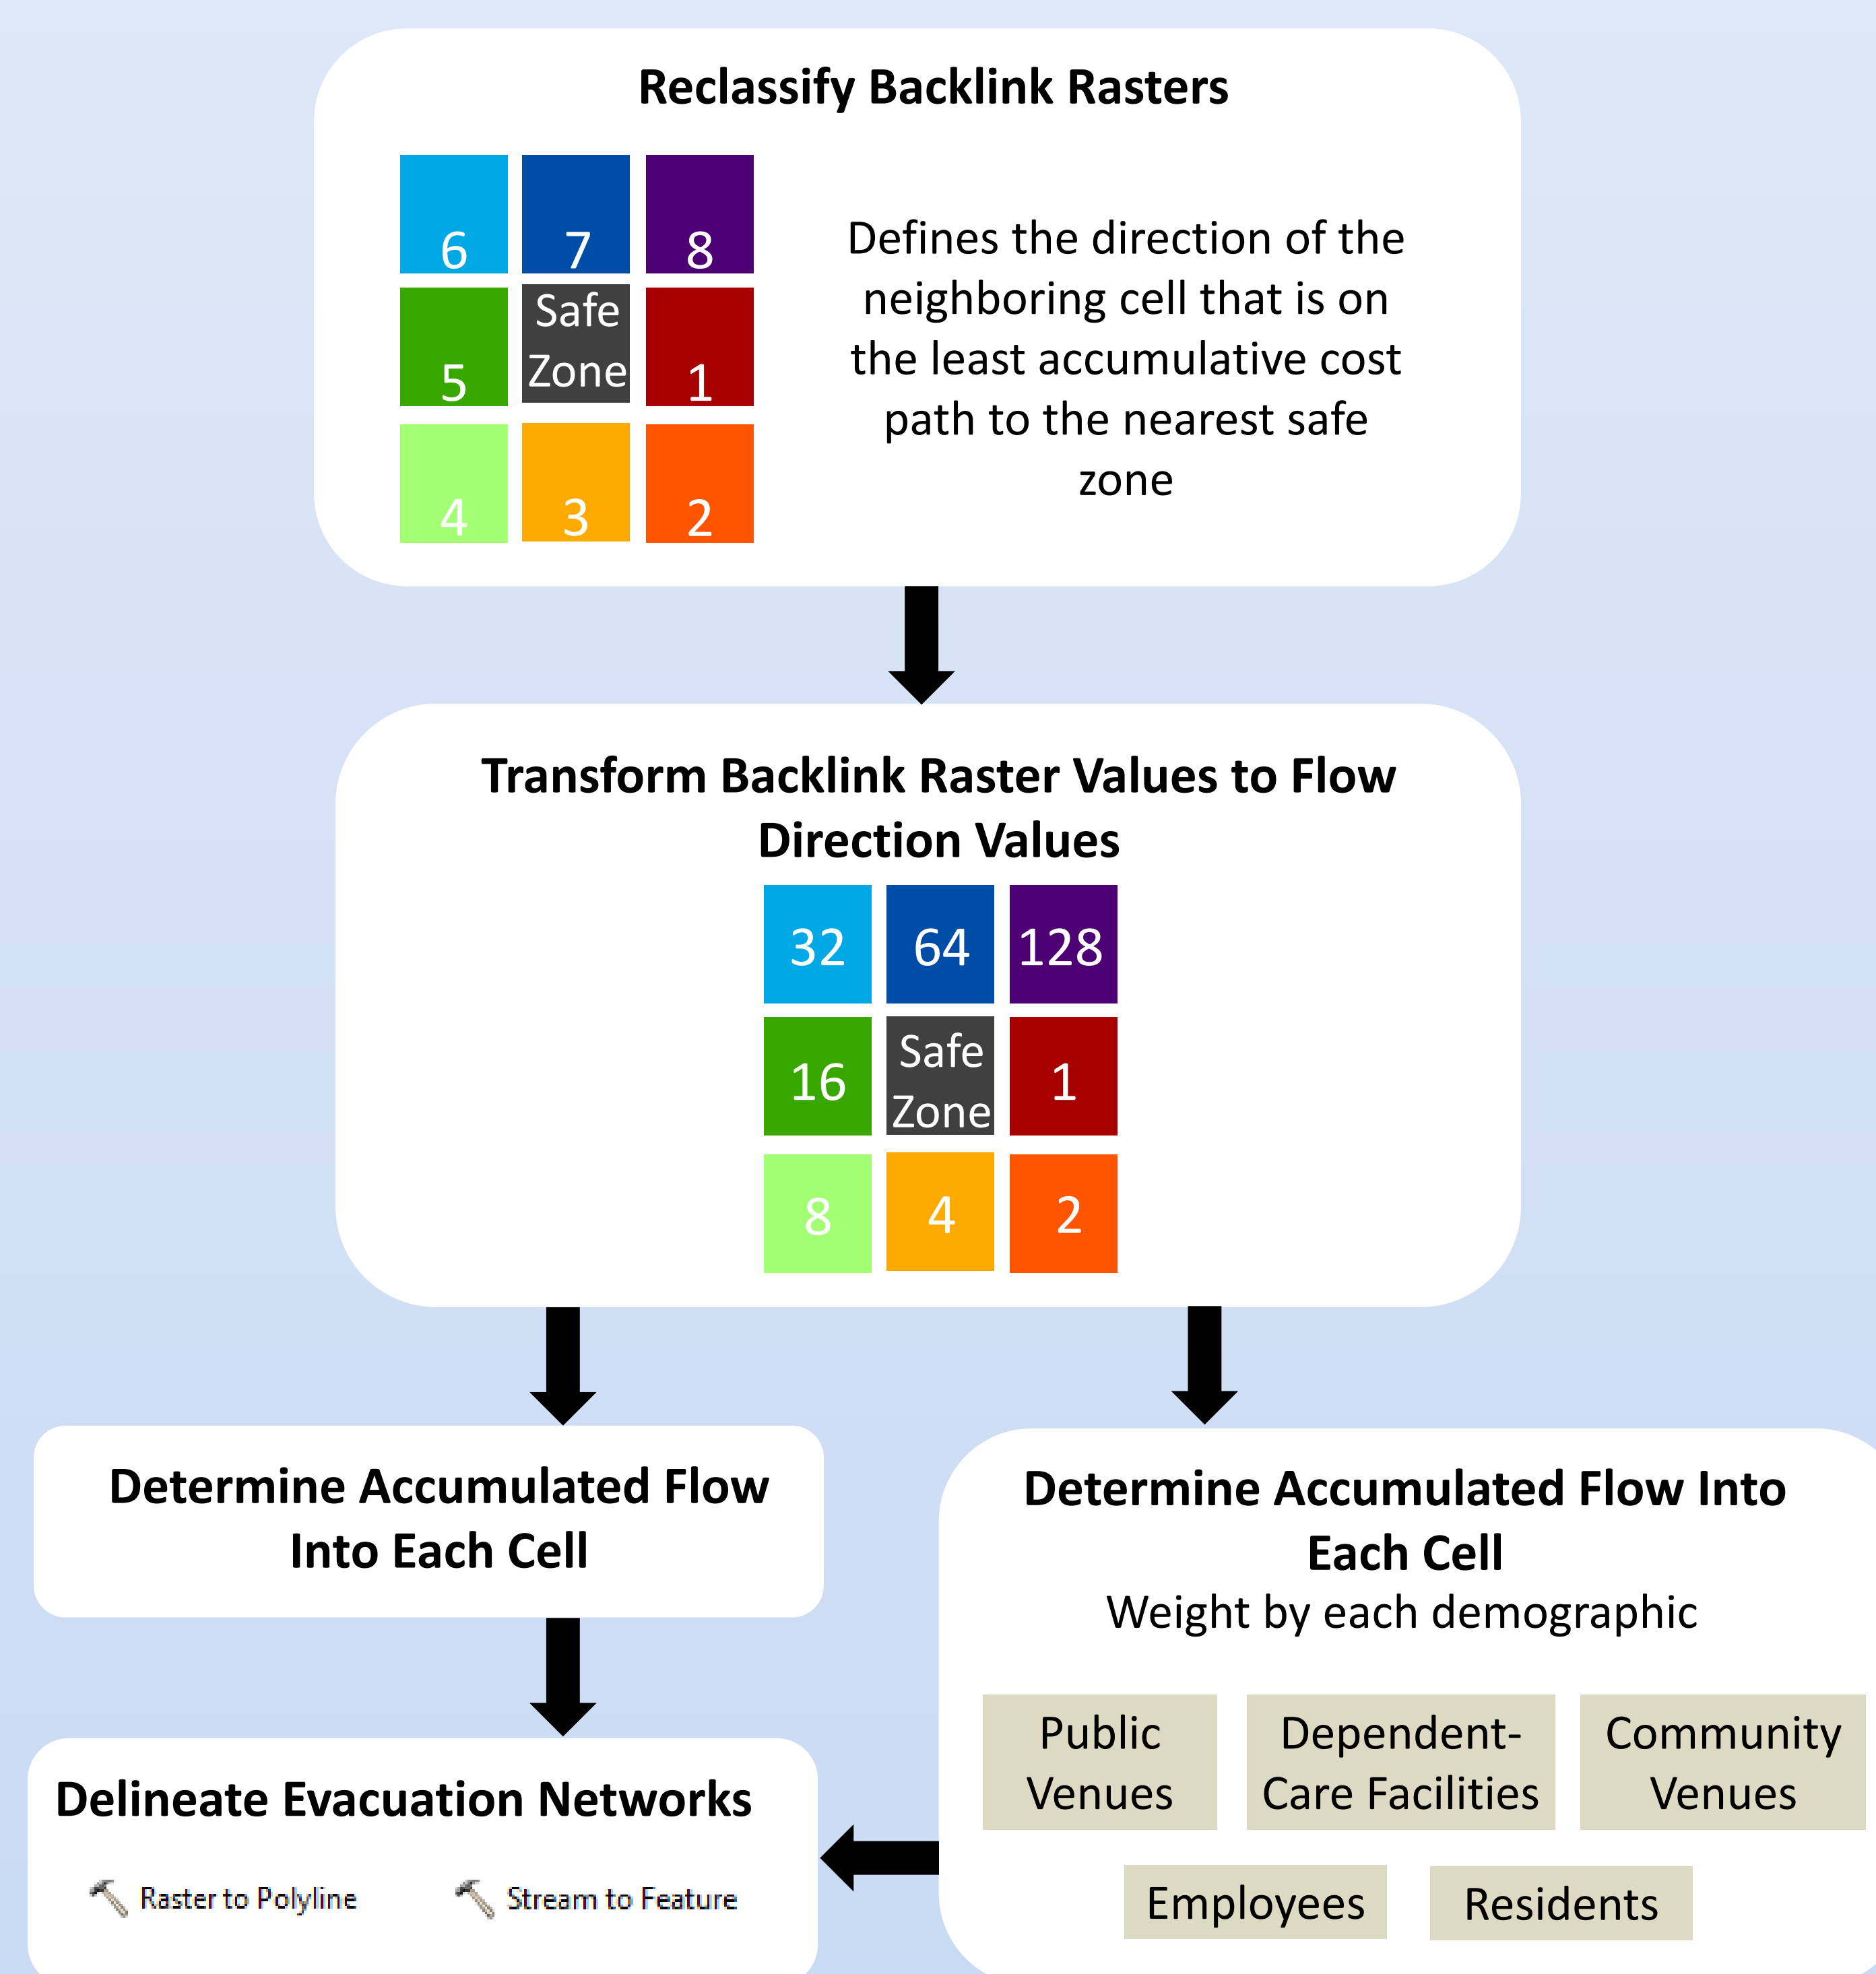 Reclassify Backlink Rasters
6 7 8
5 Safe Zone 1
4 3 2
Defines the direction of the
neighboring cell that is on
the least accumulative cost
path to the nearest safe
zone
Transform Backlink Raster Values to Flow
Direction Values
32 64 128
16 Safe Zone 1
8 4 2
Determine Accumulated Flow
Into Each Cell
Determine Accumulated Flow Into
Each Cell
Weight by each demographic
Public
Venues
Dependent-
Care Facilities
Community
Venues
Employees
Residents
Delineate Evacuation Networks
Raster to Polyline
Stream to Feature